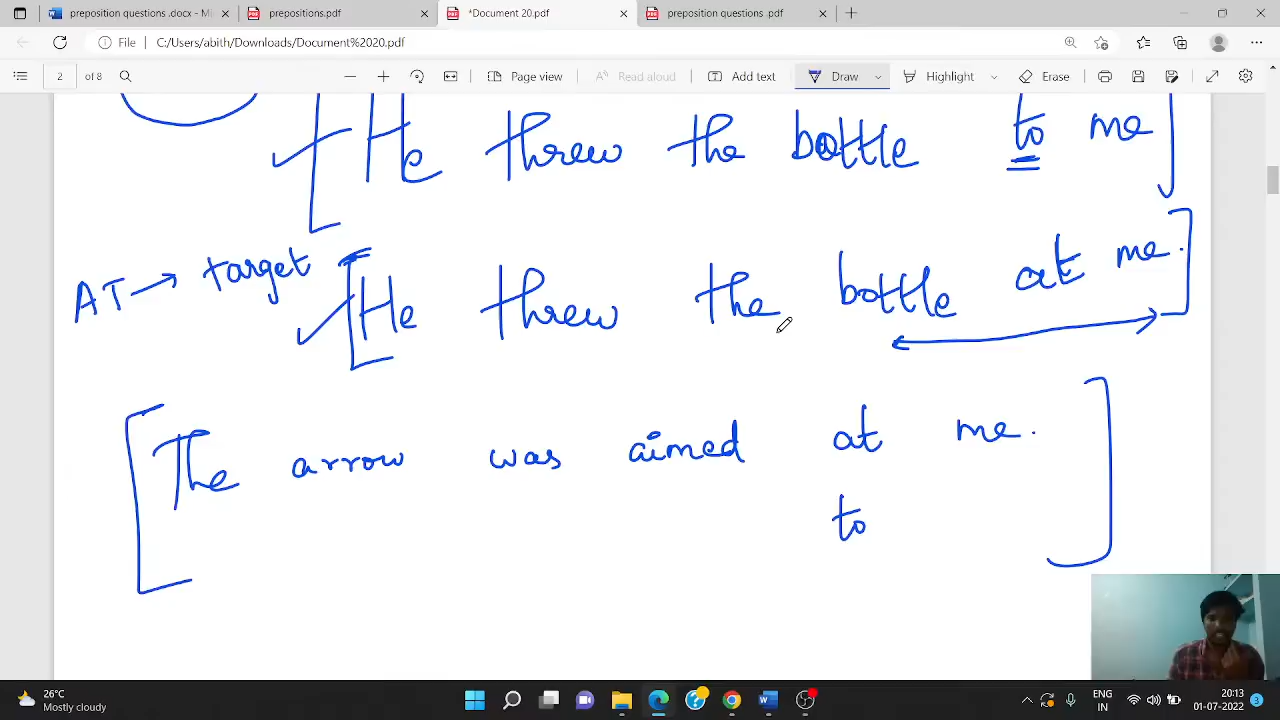 preposition questions .docx - Mi
prepositions.pdf
*Document 20.pdf
preposition questions .pdf
File
C:/Users/abith/Downloads/Document%2020.pdf
2
of 8
Page view
Read aloud
Add text
Draw
Highlight
Erase
He threw the bottle to me
AT → target
He threw the bottle at me.
The arrow was aimed at me.
to
26°C
Mostly cloudy
ENG
IN
20:13
01-07-2022
3